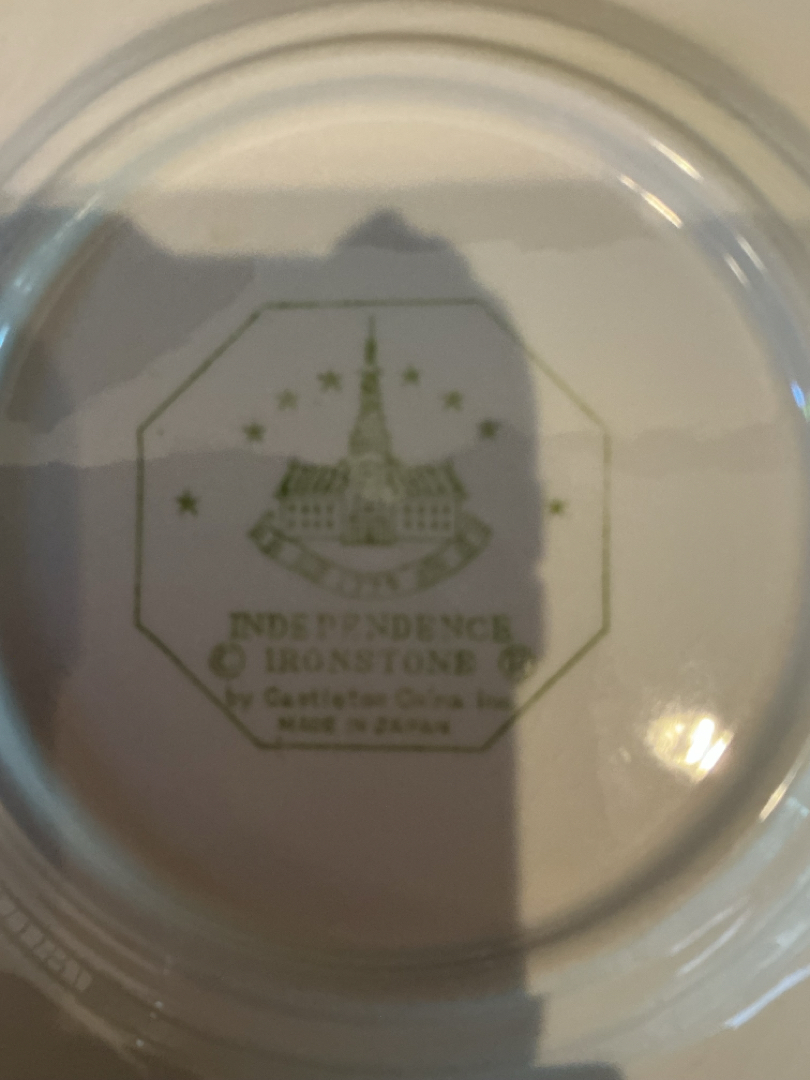 INDEPENDENCE
© IRONSTONE ®
by Castleton China, Inc.
MADE IN JAPAN